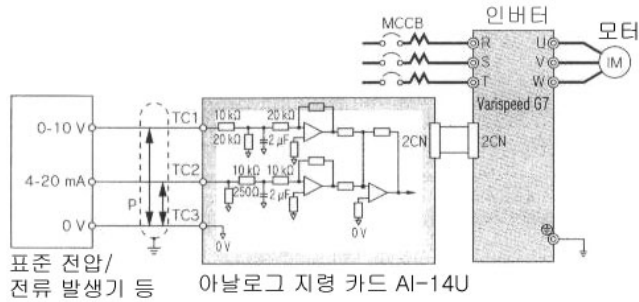 인버터
MCCB
모터
R
U
S
V
IM
T
W
Varispeed G7
TC1
10 kΩ
20 kΩ
0-10 V
20 kΩ
2 μF
2CN
2CN
TC2
10 kΩ
10 kΩ
4-20 mA
250Ω
2 μF
P
TC3
0 V
0 V
0 V
표준 전압/
전류 발생기 등
아날로그 지령 카드 AI-14U